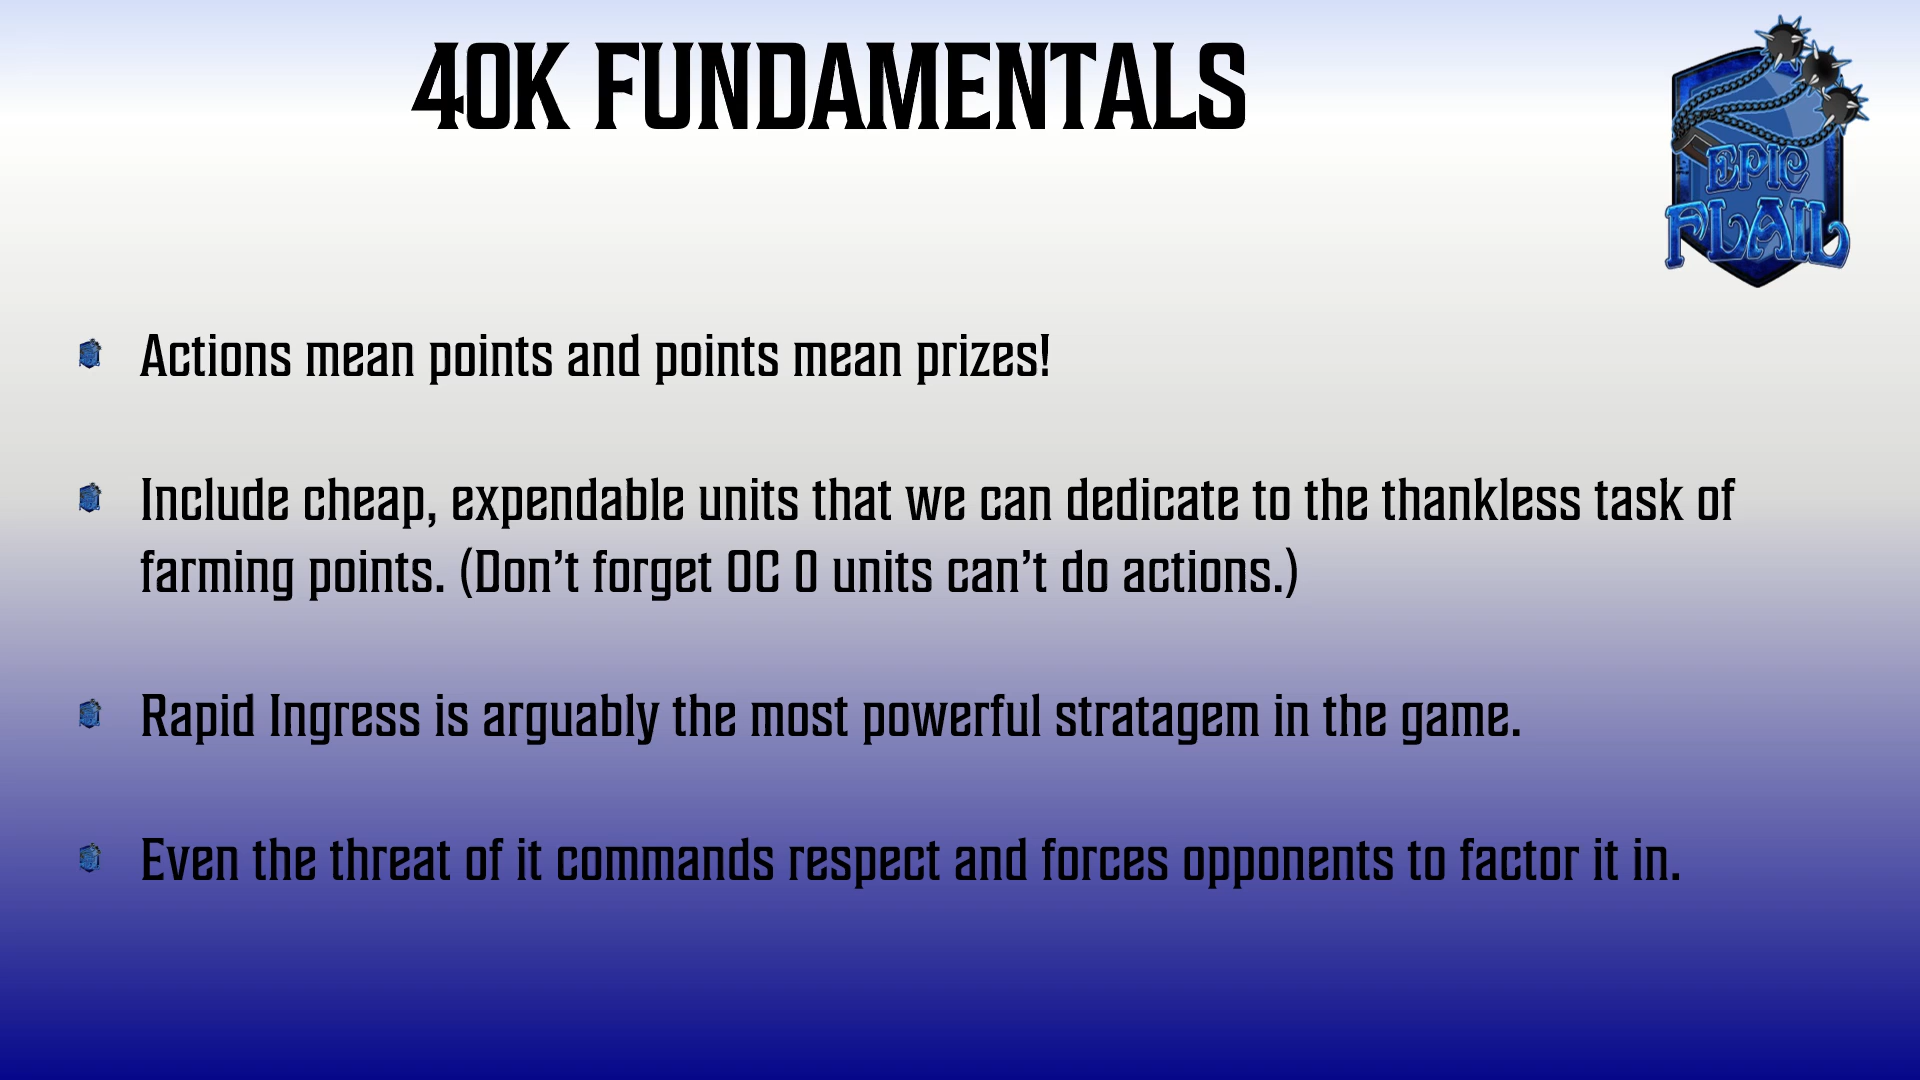 40K FUNDAMENTALS
EPIC
FLAIL
Actions mean points and points mean prizes!
Include cheap, expendable units that we can dedicate to the thankless task of
farming points. (Don’t forget OC 0 units can’t do actions.)
Rapid Ingress is arguably the most powerful stratagem in the game.
Even the threat of it commands respect and forces opponents to factor it in.